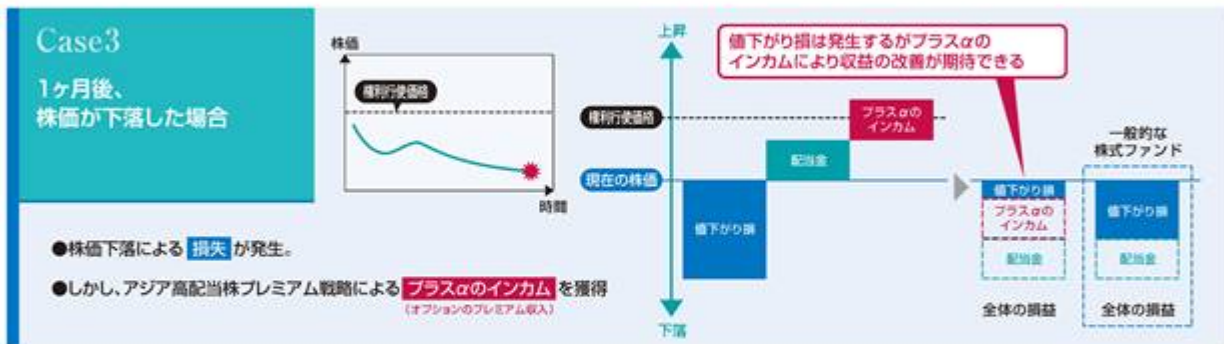 Case3
1ヶ月後、
株価が下落した場合
株価
権利行使価格
時間
●株価下落による 損失 が発生。
●しかし、アジア高配当株プレミアム戦略による プラスαのインカム を獲得
(オプションのプレミアム収入)
上昇
権利行使価格
現在の株価
下落
値下がり損
配当金
プラスαの
インカム
値下がり損は発生するがプラスαの
インカムにより収益の改善が期待できる
値下がり損
プラスαの
インカム
配当金
全体の損益
一般的な
株式ファンド
値下がり損
配当金
全体の損益